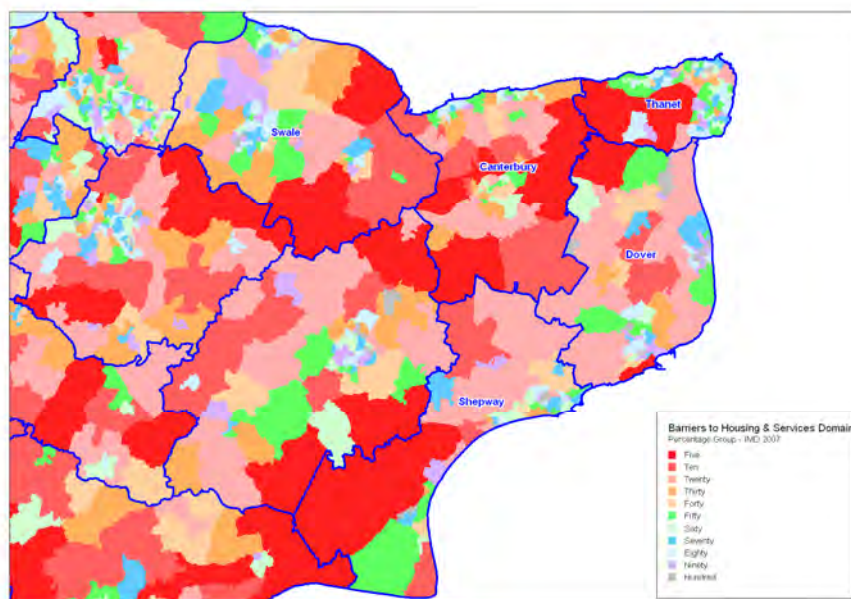 Thanet
Swale
Canterbury
Dover
Shepway
Barriers to Housing & Services Domain
Percentage Group - IMD 2007
Five
Ten
Twenty
Thirty
Forty
Fifty
Sixty
Seventy
Eighty
Ninety
Hundred